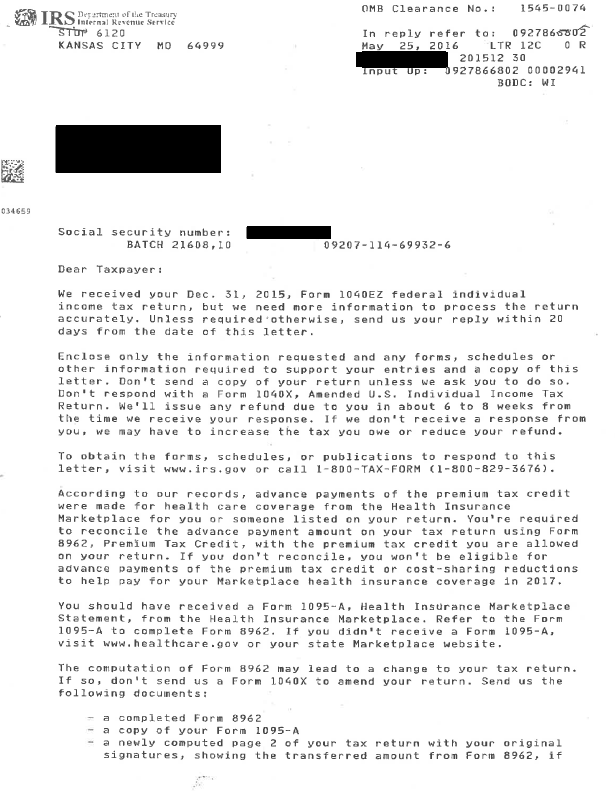 IRS Department of the Treasury
Internal Revenue Service
STOP 6120
KANSAS CITY MO 64999
OMB Clearance No.: 1545-0074
In reply refer to: 0927866802
May 25, 2016 LTR 12C 0 R
201512 30
Input Op: 0927866802 00002941
BODC: WI
034659
Social security number:
BATCH 21608,10 09207-114-69932-6
Dear Taxpayer:
We received your Dec. 31, 2015, Form 1040EZ federal individual
income tax return, but we need more information to process the return
accurately. Unless required otherwise, send us your reply within 20
days from the date of this letter.
Enclose only the information requested and any forms, schedules or
other information required to support your entries and a copy of this
letter. Don't send a copy of your return unless we ask you to do so.
Don't respond with a Form 1040X, Amended U.S. Individual Income Tax
Return. We'll issue any refund due to you in about 6 to 8 weeks from
the time we receive your response. If we don't receive a response from
you, we may have to increase the tax you owe or reduce your refund.
To obtain the forms, schedules, or publications to respond to this
letter, visit www.irs.gov or call 1-800-TAX-FORM (1-800-829-3676).
According to our records, advance payments of the premium tax credit
were made for health care coverage from the Health Insurance
Marketplace for you or someone listed on your return. You're required
to reconcile the advance payment amount on your tax return using Form
8962, Premium Tax Credit, with the premium tax credit you are allowed
on your return. If you don't reconcile, you won't be eligible for
advance payments of the premium tax credit or cost-sharing reductions
to help pay for your Marketplace health insurance coverage in 2017.
You should have received a Form 1095-A, Health Insurance Marketplace
Statement, from the Health Insurance Marketplace. Refer to the Form
1095-A to complete Form 8962. If you didn't receive a Form 1095-A,
visit www.healthcare.gov or your state Marketplace website.
The computation of Form 8962 may lead to a change to your tax return.
If so, don't send us a Form 1040X to amend your return. Send us the
following documents:
- a completed Form 8962
- a copy of your Form 1095-A
- a newly computed page 2 of your tax return with your original
signatures, showing the transferred amount from Form 8962, if